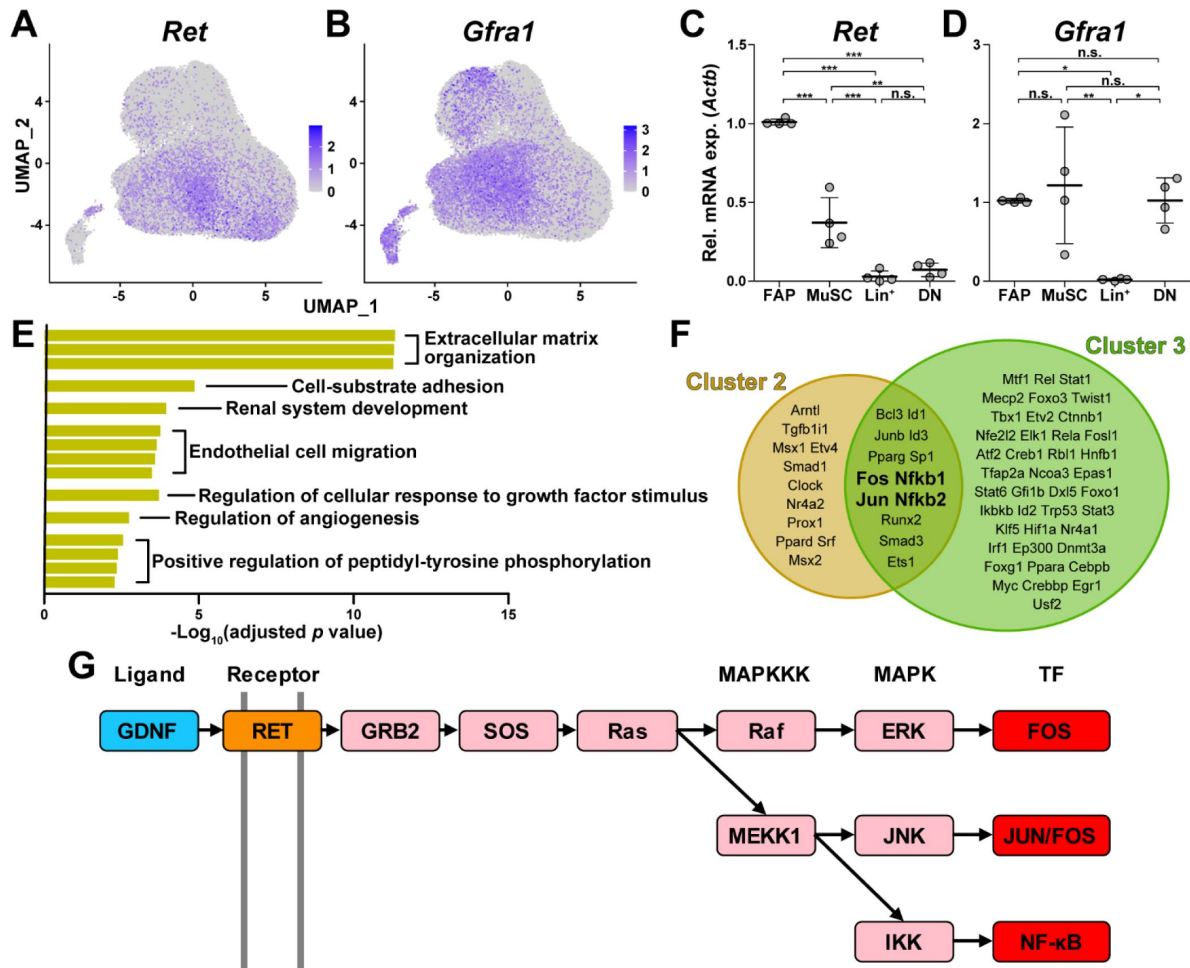 A
Ret
UMAP_2
4
0
-4
-5
0
5
2
1
0
B
Gfra1
-5
0
5
3
2
1
0
UMAP_1
C
Ret
Rel. mRNA exp. (Actb)
1.5
1.0
0.5
0.0
***
***
**
***
***
n.s.
FAP
MuSC
Lin⁺
DN
D
Gfra1
3
2
1
0
n.s.
*
n.s.
n.s.
**
*
FAP
MuSC
Lin⁺
DN
E
Extracellular matrix
organization
Cell-substrate adhesion
Renal system development
Endothelial cell migration
Regulation of cellular response to growth factor stimulus
Regulation of angiogenesis
Positive regulation of peptidyl-tyrosine phosphorylation
0
5
10
15
-Log₁₀(adjusted p value)
F
Cluster 2
Cluster 3
Arntl
Tgfb1i1
Msx1 Etv4
Smad1
Clock
Nr4a2
Prox1
Ppard Srf
Msx2
Bcl3 Id1
Junb Id3
Pparg Sp1
Fos Nfkb1
Jun Nfkb2
Runx2
Smad3
Ets1
Mtf1 Rel Stat1
Mecp2 Foxo3 Twist1
Tbx1 Etv2 Ctnnb1
Nfe2l2 Elk1 Rela Fosl1
Atf2 Creb1 Rbl1 Hnfb1
Tfap2a Ncoa3 Epas1
Stat6 Gfi1b Dxl5 Foxo1
Ikbkb Id2 Trp53 Stat3
Klf5 Hif1a Nr4a1
Irf1 Ep300 Dnmt3a
Foxg1 Ppara Cebpb
Myc Crebbp Egr1
Usf2
G
Ligand
Receptor
MAPKKK
MAPK
TF
GDNF
RET
GRB2
SOS
Ras
Raf
ERK
FOS
MEKK1
JNK
JUN/FOS
IKK
NF-κB